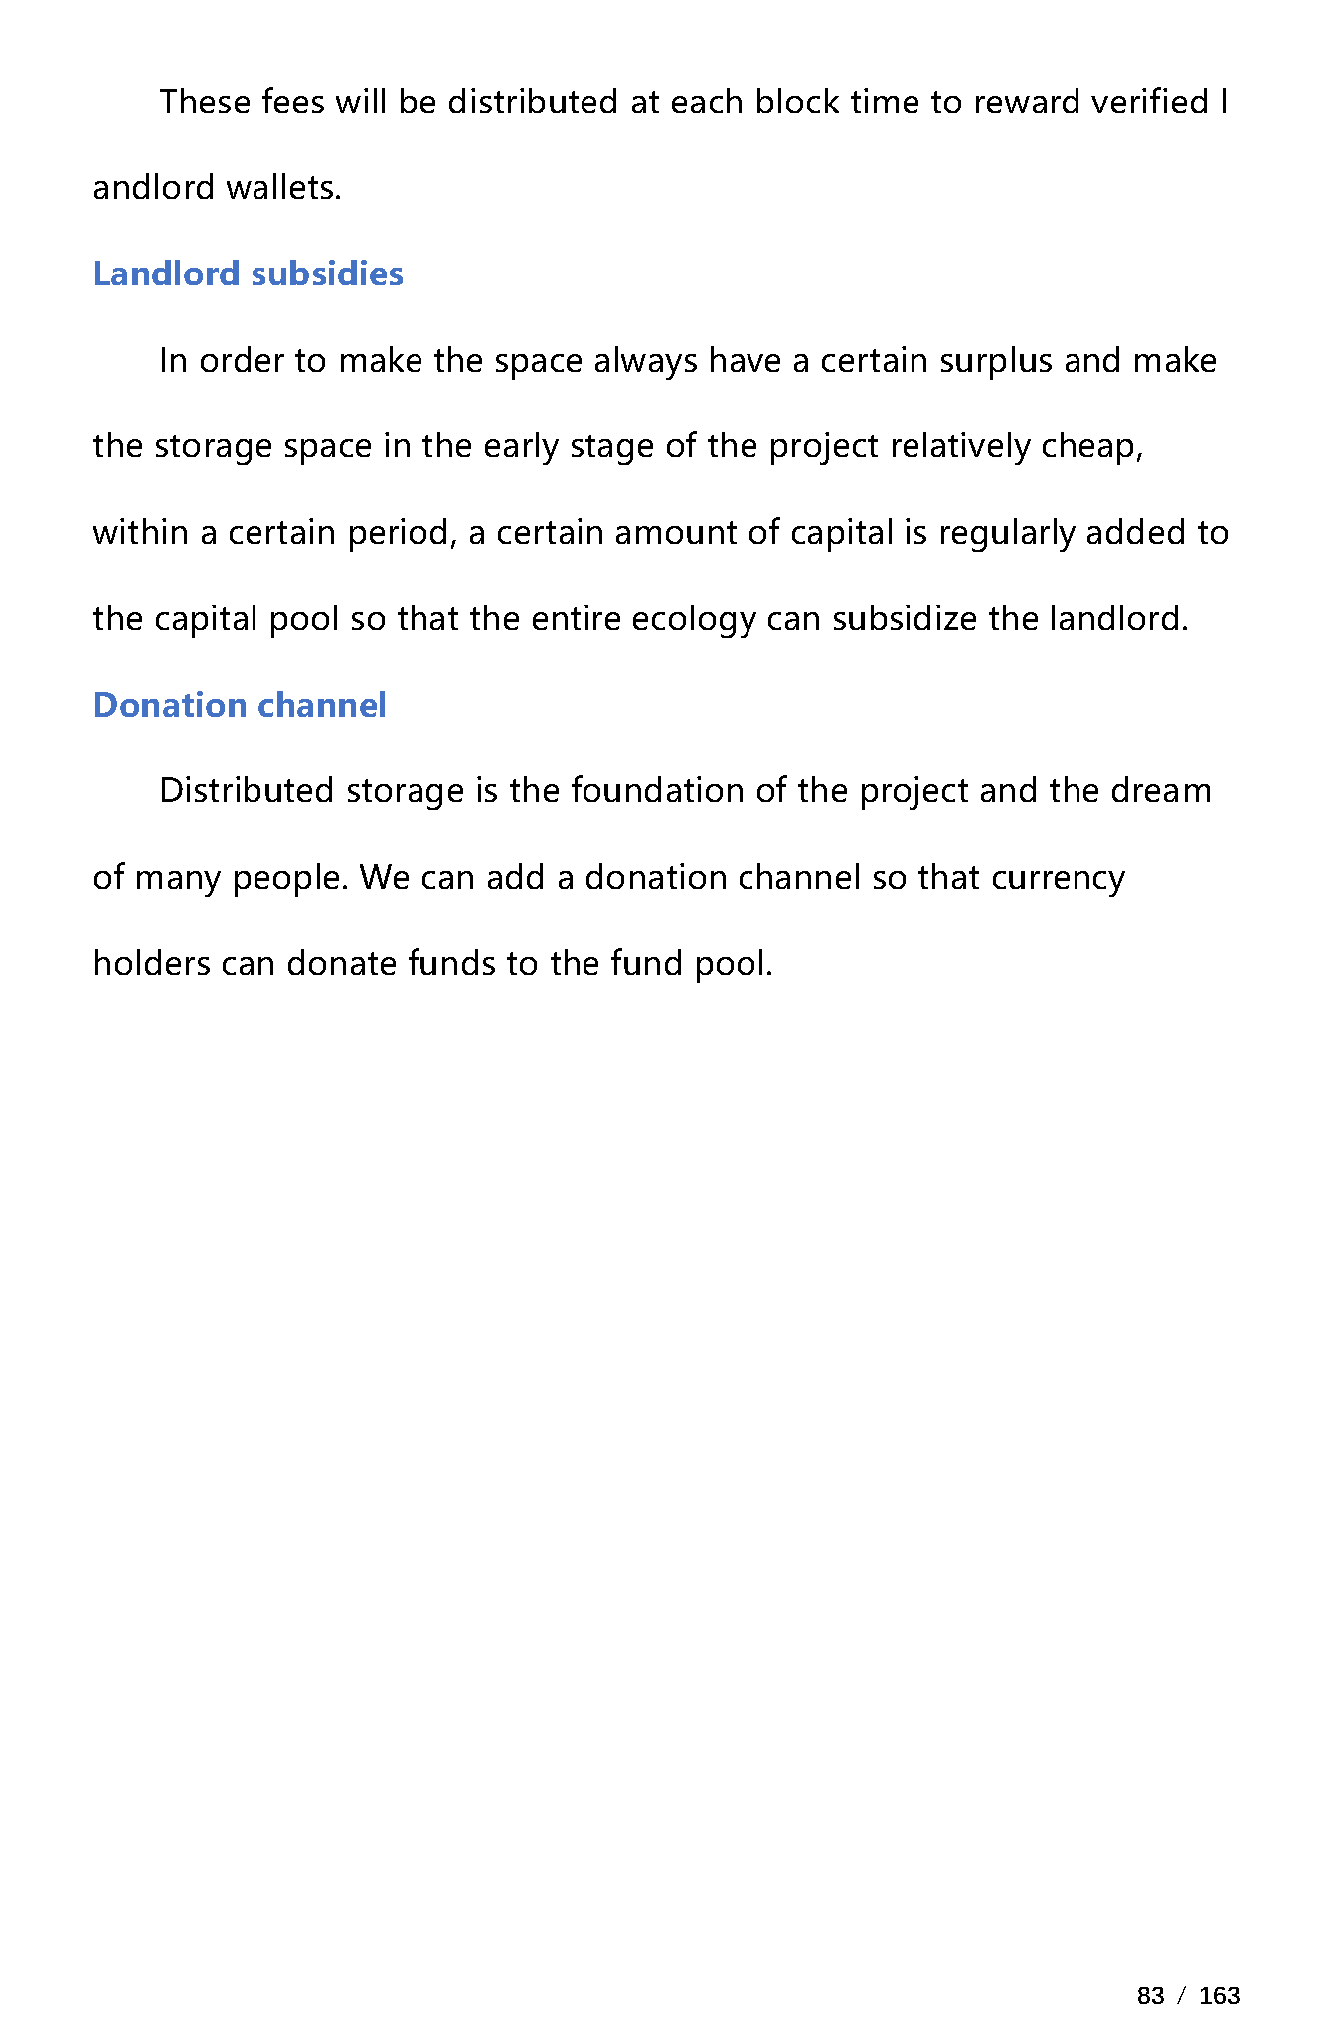 These fees will be distributed at each block time to reward verified l
andlord wallets.
Landlord subsidies
In order to make the space always have a certain surplus and make
the storage space in the early stage of the project relatively cheap,
within a certain period, a certain amount of capital is regularly added to
the capital pool so that the entire ecology can subsidize the landlord.
Donation channel
Distributed storage is the foundation of the project and the dream
of many people. We can add a donation channel so that currency
holders can donate funds to the fund pool.
83 / 163